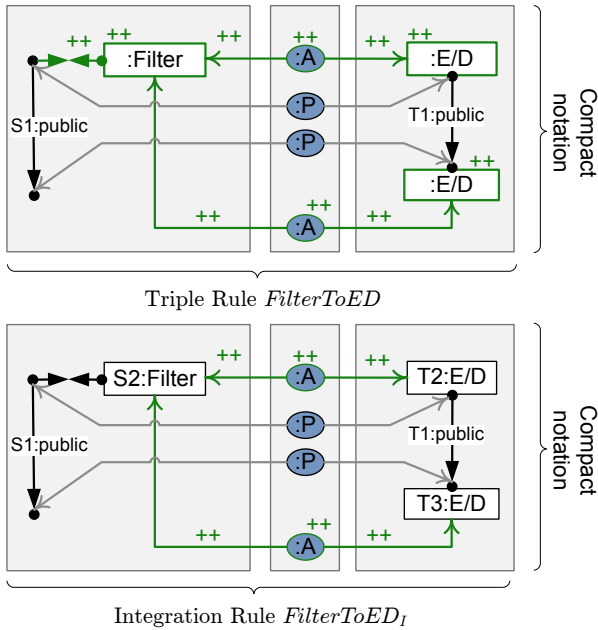 ++ ++ ++ ++ ++ ++ ++
:Filter :A :E/D
:P
S1:public T1:public
:P
++
:E/D
++ ++ ++
:A
Compact
notation
Triple Rule FilterToED
++ ++ ++
S2:Filter :A T2:E/D
:P
S1:public T1:public
:P
T3:E/D
++ ++ ++
:A
Compact
notation
Integration Rule FilterToED_I